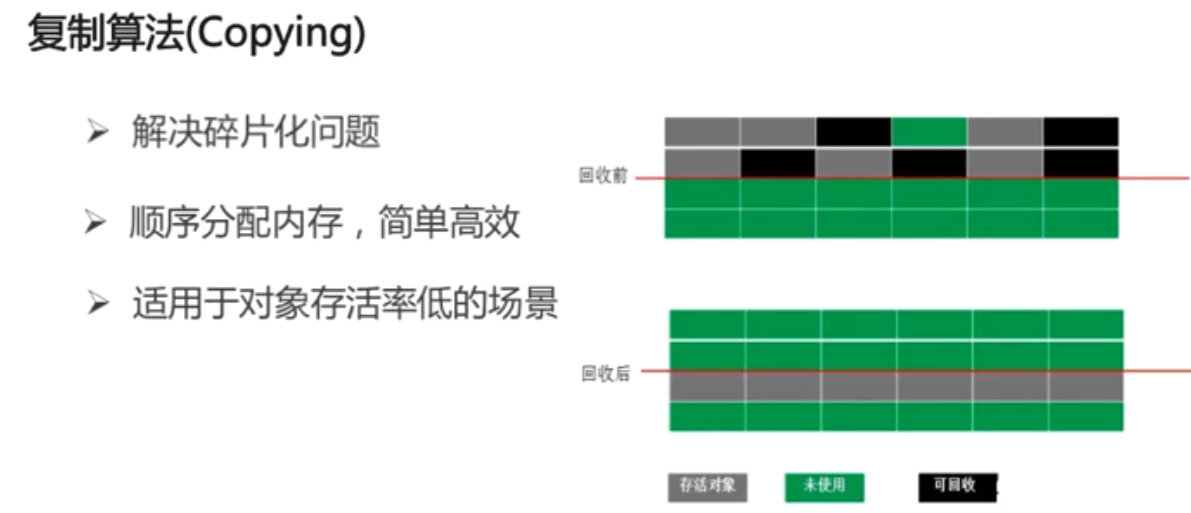 复制算法(Copying)
解决碎片化问题
顺序分配内存，简单高效
适用于对象存活率低的场景
回收前
回收后
存活对象
未使用
可回收